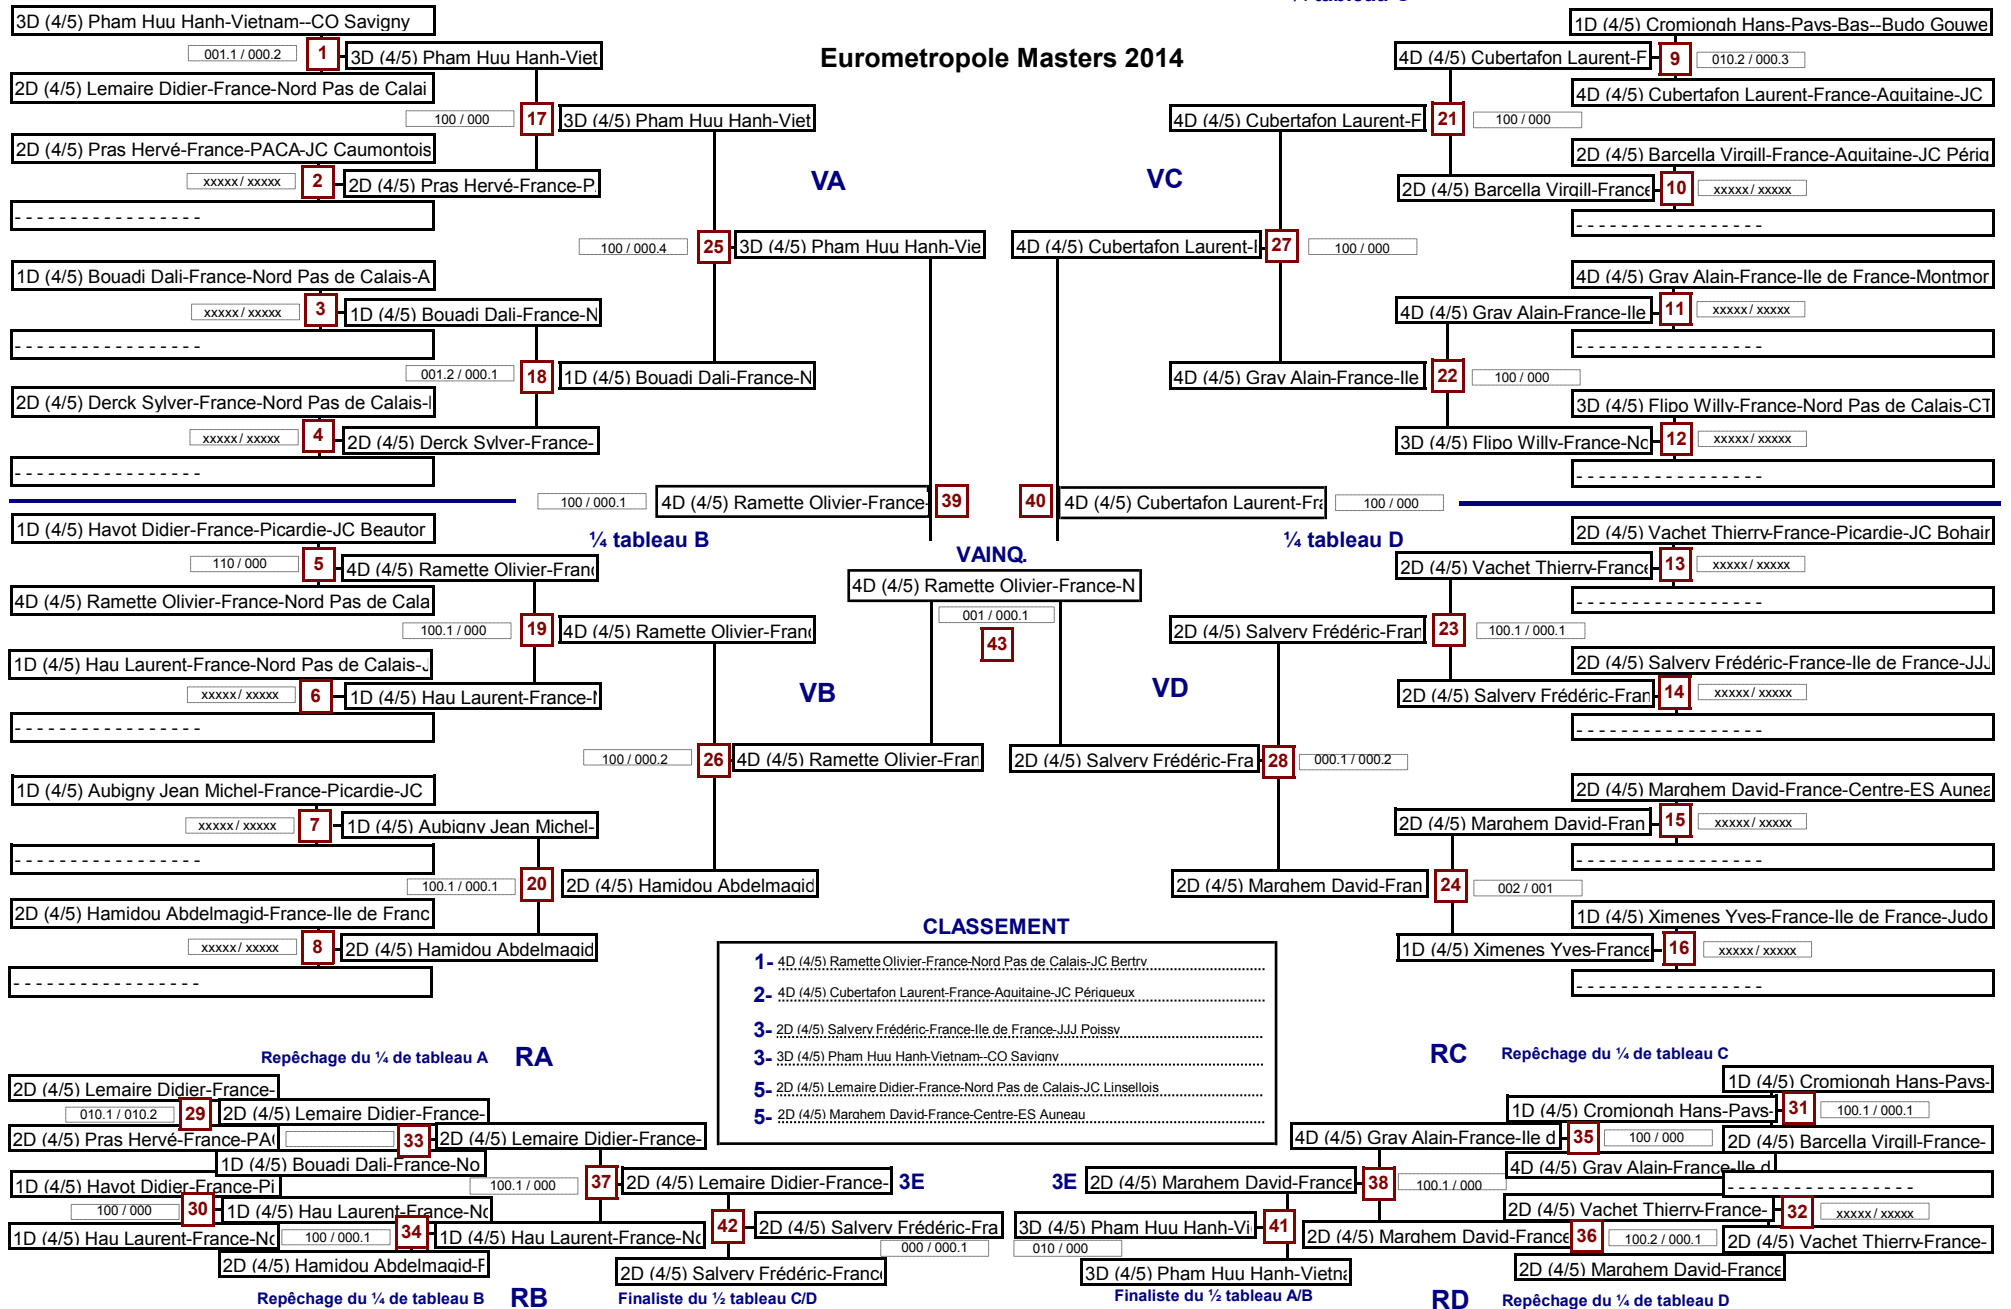 ¼ tableau C
Eurometropole Masters 2014
3D (4/5) Pham Huu Hanh-Vietnam--CO Savigny
001.1 / 000.2
1
3D (4/5) Pham Huu Hanh-Viet
2D (4/5) Lemaire Didier-France-Nord Pas de Calai
100 / 000
17
3D (4/5) Pham Huu Hanh-Viet
2D (4/5) Pras Hervé-France-PACA-JC Caumontois
xxxxx / xxxxx
2
2D (4/5) Pras Hervé-France-P
- - - - - - - - - - - - - - - - -
VA
100 / 000.4
25
3D (4/5) Pham Huu Hanh-Vie
1D (4/5) Bouadi Dali-France-Nord Pas de Calais-A
xxxxx / xxxxx
3
1D (4/5) Bouadi Dali-France-N
- - - - - - - - - - - - - - - - -
001.2 / 000.1
18
1D (4/5) Bouadi Dali-France-N
2D (4/5) Derck Sylver-France-Nord Pas de Calais-
xxxxx / xxxxx
4
2D (4/5) Derck Sylver-France-
- - - - - - - - - - - - - - - - -
100 / 000.1
4D (4/5) Ramette Olivier-France-
39
1D (4/5) Havot Didier-France-Picardie-JC Beautor
¼ tableau B
110 / 000
5
4D (4/5) Ramette Olivier-Franc
4D (4/5) Ramette Olivier-France-Nord Pas de Cala
100.1 / 000
19
4D (4/5) Ramette Olivier-Franc
1D (4/5) Hau Laurent-France-Nord Pas de Calais-J
xxxxx / xxxxx
6
1D (4/5) Hau Laurent-France-N
- - - - - - - - - - - - - - - - -
VB
100 / 000.2
26
4D (4/5) Ramette Olivier-Fran
1D (4/5) Aubigny Jean Michel-France-Picardie-JC
xxxxx / xxxxx
7
1D (4/5) Aubigny Jean Michel-
- - - - - - - - - - - - - - - - -
100.1 / 000.1
20
2D (4/5) Hamidou Abdelmagid
2D (4/5) Hamidou Abdelmagid-France-Ile de Franc
xxxxx / xxxxx
8
2D (4/5) Hamidou Abdelmagid
- - - - - - - - - - - - - - - - -
1D (4/5) Cromjongh Hans-Pays-Bas--Budo Gouwe
4D (4/5) Cubertafon Laurent-F
9
010.2 / 000.3
4D (4/5) Cubertafon Laurent-France-Aquitaine-JC
4D (4/5) Cubertafon Laurent-F
21
100 / 000
2D (4/5) Barcella Virgill-France-Aquitaine-JC Périg
2D (4/5) Barcella Virgill-France
10
xxxxx / xxxxx
- - - - - - - - - - - - - - - - -
VC
4D (4/5) Cubertafon Laurent-
27
100 / 000
4D (4/5) Gray Alain-France-Ile de France-Montmor
4D (4/5) Gray Alain-France-Ile
11
xxxxx / xxxxx
- - - - - - - - - - - - - - - - -
4D (4/5) Gray Alain-France-Ile
22
100 / 000
3D (4/5) Flipo Willy-France-Nord Pas de Calais-CT
3D (4/5) Flipo Willy-France-No
12
xxxxx / xxxxx
- - - - - - - - - - - - - - - - -
40
4D (4/5) Cubertafon Laurent-Fra
100 / 000
¼ tableau D
VAINQ.
4D (4/5) Ramette Olivier-France-N
001 / 000.1
43
2D (4/5) Vachet Thierry-France-Picardie-JC Bohain
2D (4/5) Vachet Thierry-France
13
xxxxx / xxxxx
- - - - - - - - - - - - - - - - -
2D (4/5) Salvery Frédéric-Fran
23
100.1 / 000.1
2D (4/5) Salvery Frédéric-France-Ile de France-JJJ
2D (4/5) Salvery Frédéric-Fran
14
xxxxx / xxxxx
- - - - - - - - - - - - - - - - -
VD
2D (4/5) Salvery Frédéric-Fra
28
000.1 / 000.2
2D (4/5) Marghem David-France-Centre-ES Aunea
2D (4/5) Marghem David-Fran
15
xxxxx / xxxxx
- - - - - - - - - - - - - - - - -
2D (4/5) Marghem David-Fran
24
002 / 001
1D (4/5) Ximenes Yves-France-Ile de France-Judo
1D (4/5) Ximenes Yves-France
16
xxxxx / xxxxx
- - - - - - - - - - - - - - - - -
CLASSEMENT
1- 4D (4/5) Ramette Olivier-France-Nord Pas de Calais-JC Bertry
2- 4D (4/5) Cubertafon Laurent-France-Aquitaine-JC Périgueux
3- 2D (4/5) Salvery Frédéric-France-Ile de France-JJJ Poissy
3- 3D (4/5) Pham Huu Hanh-Vietnam--CO Savigny
5- 2D (4/5) Lemaire Didier-France-Nord Pas de Calais-JC Linsellois
5- 2D (4/5) Marghem David-France-Centre-ES Auneau
Repêchage du ¼ de tableau A RA
2D (4/5) Lemaire Didier-France-
010.1 / 010.2
29
2D (4/5) Lemaire Didier-France-
2D (4/5) Pras Hervé-France-PA
33
2D (4/5) Lemaire Didier-France-
1D (4/5) Bouadi Dali-France-No
1D (4/5) Havot Didier-France-Pi
100.1 / 000
37
2D (4/5) Lemaire Didier-France-
3E
100 / 000
30
1D (4/5) Hau Laurent-France-No
1D (4/5) Hau Laurent-France-No
100 / 000.1
34
1D (4/5) Hau Laurent-France-No
42
2D (4/5) Salvery Frédéric-Fra
000 / 000.1
2D (4/5) Hamidou Abdelmagid-F
2D (4/5) Salvery Frédéric-France
Repêchage du ¼ de tableau B RB
Finaliste du ½ tableau C/D
RC Repêchage du ¼ de tableau C
1D (4/5) Cromjongh Hans-Pays-
1D (4/5) Cromjongh Hans-Pays-
31
100.1 / 000.1
4D (4/5) Gray Alain-France-Ile d
35
100 / 000
2D (4/5) Barcella Virgill-France-
4D (4/5) Gray Alain-France-Ile d
3E
2D (4/5) Marghem David-France
38
100.1 / 000
- - - - - - - - - - - - - - - - -
2D (4/5) Vachet Thierry-France-
32
xxxxx / xxxxx
3D (4/5) Pham Huu Hanh-Vi
41
010 / 000
2D (4/5) Marghem David-France
36
100.2 / 000.1
2D (4/5) Vachet Thierry-France-
3D (4/5) Pham Huu Hanh-Vietna
2D (4/5) Marghem David-France
Finaliste du ½ tableau A/B
RD Repêchage du ¼ de tableau D